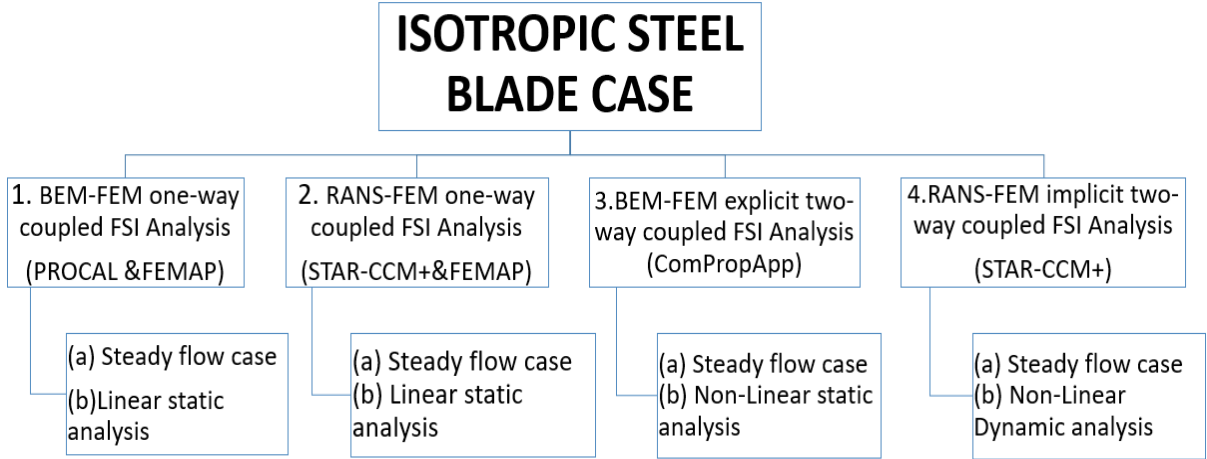 ISOTROPIC STEEL
BLADE CASE
1. BEM-FEM one-way
coupled FSI Analysis
(PROCAL &FEMAP)
2. RANS-FEM one-way
coupled FSI Analysis
(STAR-CCM+&FEMAP)
3.BEM-FEM explicit two-
way coupled FSI Analysis
(ComPropApp)
4.RANS-FEM implicit two-
way coupled FSI Analysis
(STAR-CCM+)
(a) Steady flow case
(b)Linear static
analysis
(a) Steady flow case
(b) Linear static
analysis
(a) Steady flow case
(b) Non-Linear static
analysis
(a) Steady flow case
(b) Non-Linear
Dynamic analysis